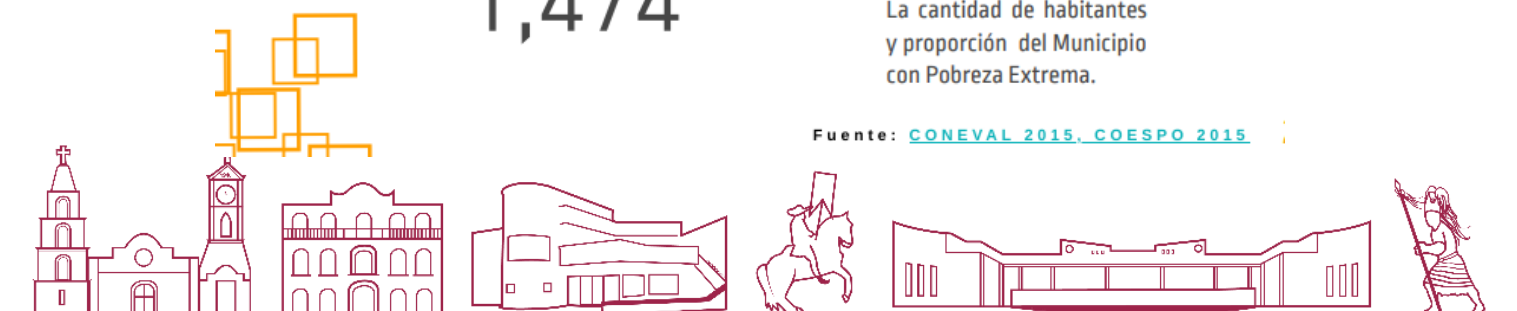 1,474
La cantidad de habitantes
y proporción del Municipio
con Pobreza Extrema.
Fuente: CONEVAL 2015, COESPO 2015